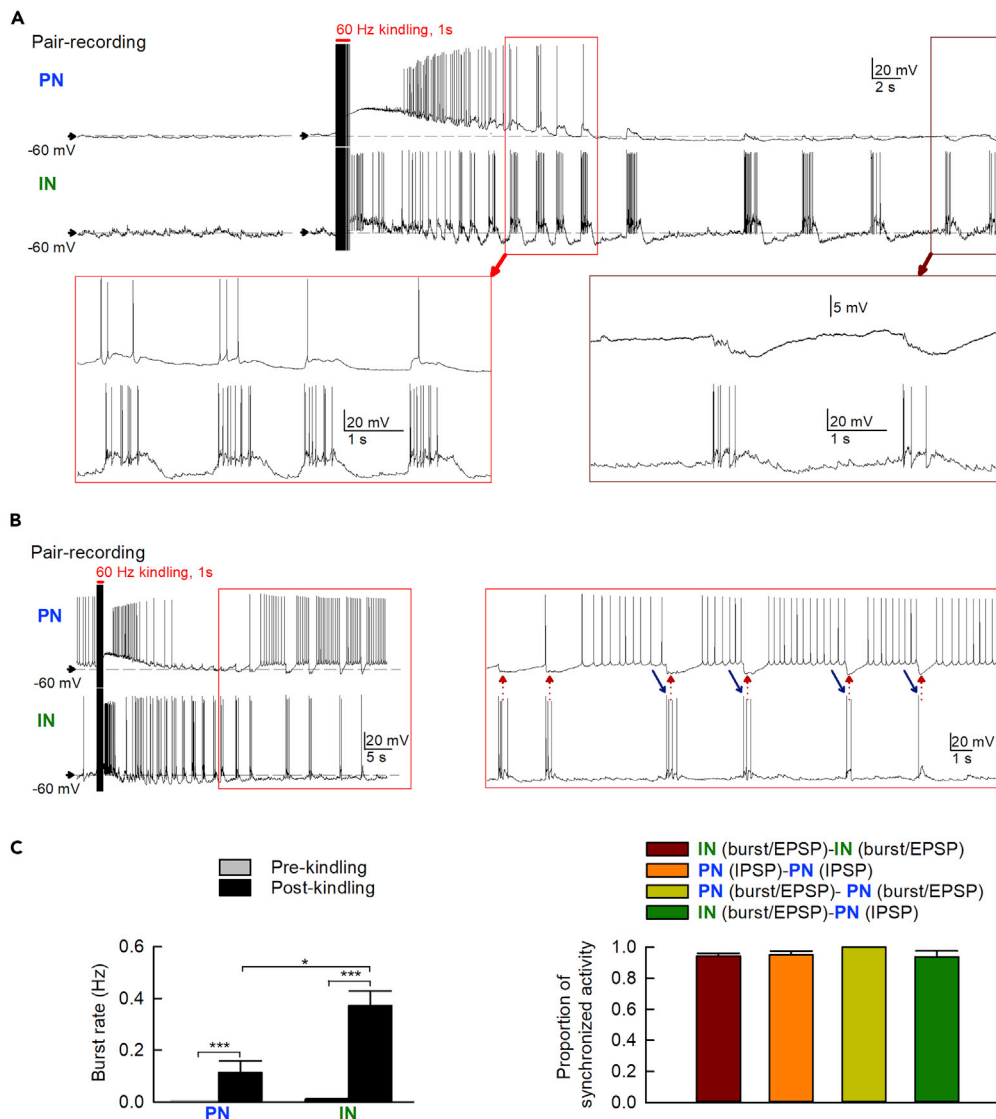 A
Pair-recording
60 Hz kindling, 1s
PN
20 mV
2 s
-60 mV
IN
-60 mV
5 mV
20 mV
1 s
20 mV
1 s
B
Pair-recording
60 Hz kindling, 1s
PN
-60 mV
IN
20 mV
5 s
20 mV
1 s
-60 mV
C
Pre-kindling
Post-kindling
IN (burst/EPSP)-IN (burst/EPSP)
PN (IPSP)-PN (IPSP)
PN (burst/EPSP)- PN (burst/EPSP)
IN (burst/EPSP)-PN (IPSP)
Burst rate (Hz)
0.6
0.4
0.2
0.0
*
***
***
PN
IN
Proportion of
synchronized activity
1.0
0.8
0.6
0.4
0.2
0.0